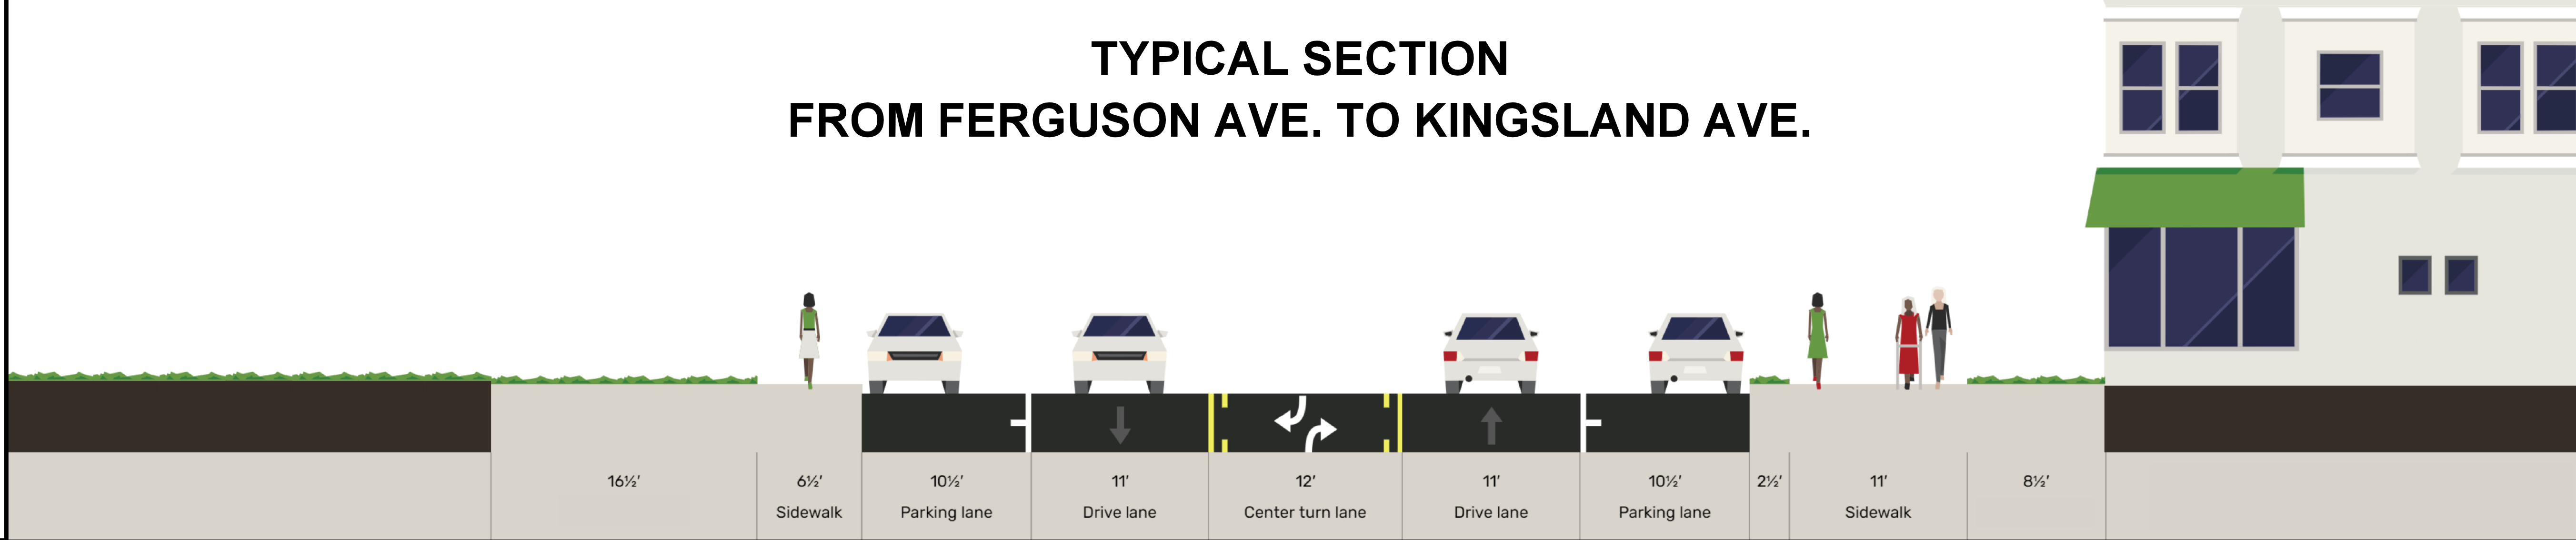 TYPICAL SECTION
FROM FERGUSON AVE. TO KINGSLAND AVE.
16½′
6½′
Sidewalk
10½′
Parking lane
11′
Drive lane
12′
Center turn lane
11′
Drive lane
10½′
Parking lane
2½′
11′
Sidewalk
8½′